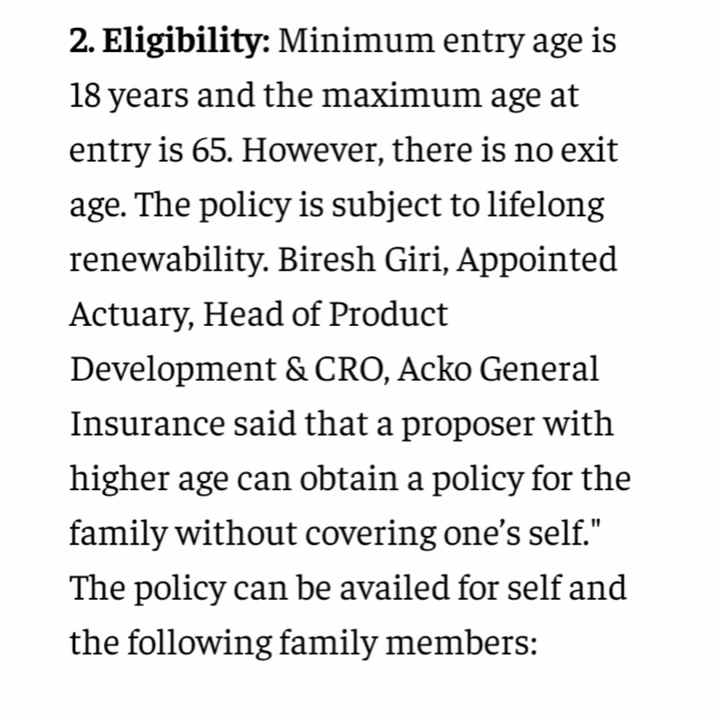 2. Eligibility: Minimum entry age is
18 years and the maximum age at
entry is 65. However, there is no exit
age. The policy is subject to lifelong
renewability. Biresh Giri, Appointed
Actuary, Head of Product
Development & CRO, Acko General
Insurance said that a proposer with
higher age can obtain a policy for the
family without covering one’s self."
The policy can be availed for self and
the following family members: